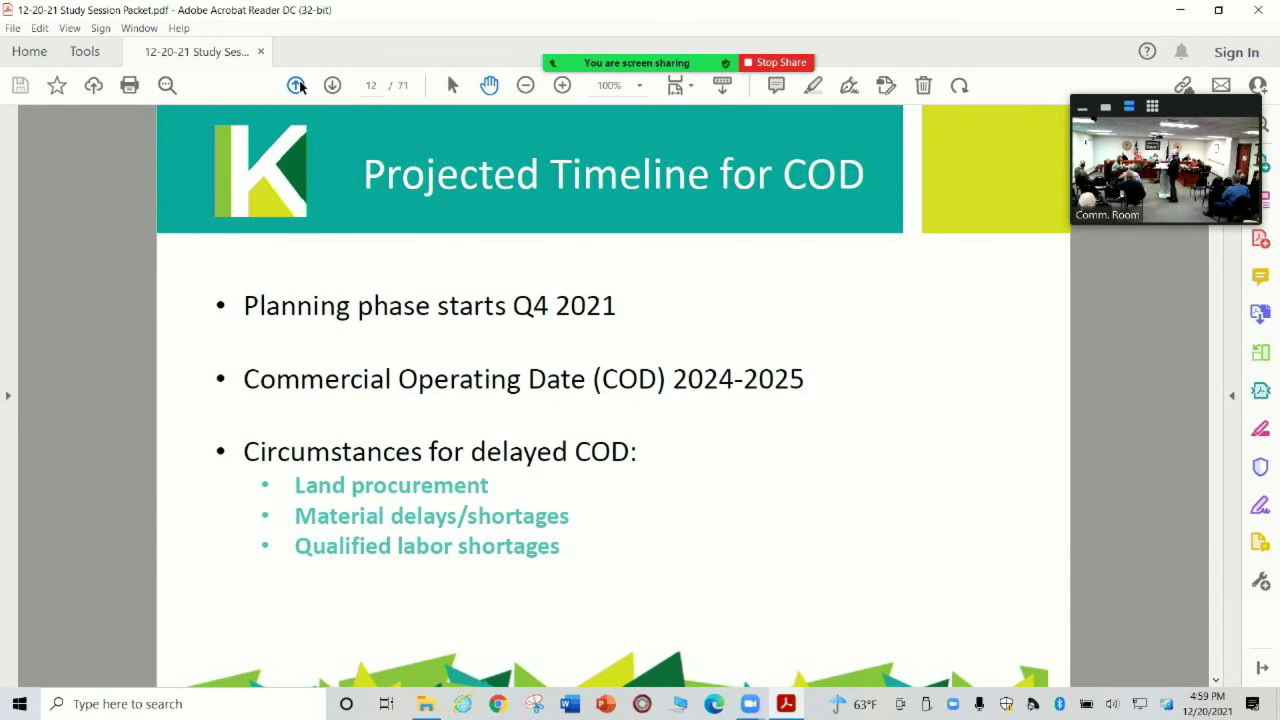 12-20-21 Study Session Packet.pdf - Adobe Acrobat Reader DC (32-bit)
File Edit View Sign Window Help
Home Tools 12-20-21 Study Ses... ×
Sign In
You are screen sharing Stop Share
12 / 71 100%
K Projected Timeline for COD
Comm. Room
• Planning phase starts Q4 2021
• Commercial Operating Date (COD) 2024-2025
• Circumstances for delayed COD:
• Land procurement
• Material delays/shortages
• Qualified labor shortages
Type here to search
63°F
4:59 PM
12/20/2021